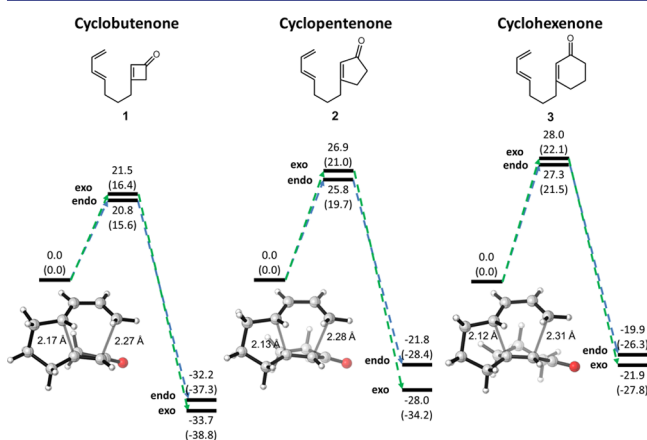 Cyclobutenone
Cyclopentenone
Cyclohexenone
O
O
O
1
2
3
21.5
(16.4)
exo
endo
20.8
(15.6)
0.0
(0.0)
2.17 Å
2.27 Å
-32.2
(-37.3)
endo
exo
-33.7
(-38.8)
26.9
(21.0)
exo
endo
25.8
(19.7)
0.0
(0.0)
2.13 Å
2.28 Å
-21.8
(-28.4)
endo
exo
-28.0
(-34.2)
28.0
(22.1)
exo
endo
27.3
(21.5)
0.0
(0.0)
2.12 Å
2.31 Å
-19.9
(-26.3)
endo
exo
-21.9
(-27.8)